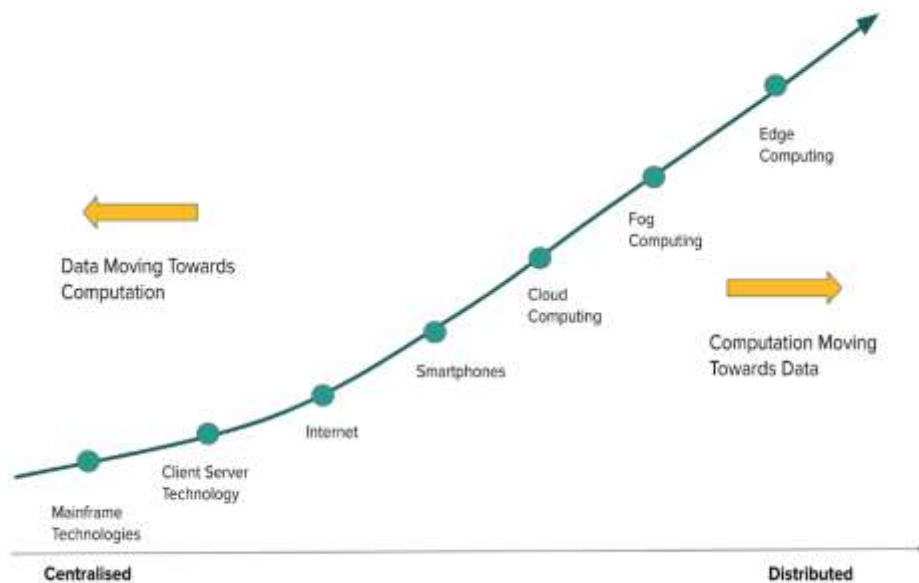 Edge
Computing
Fog
Computing
Data Moving Towards
Computation
Cloud
Computing
Computation Moving
Towards Data
Smartphones
Internet
Client Server
Technology
Mainframe
Technologies
Centralised
Distributed